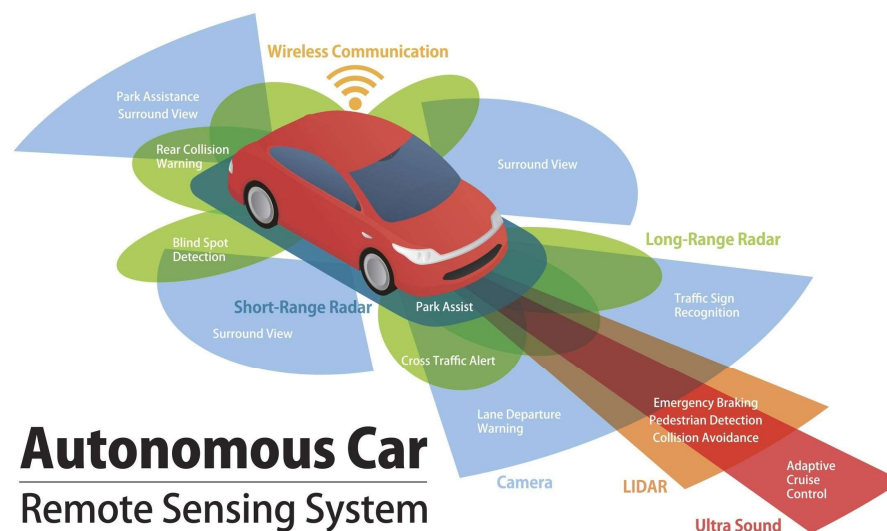 Wireless Communication
Park Assistance
Surround View
Rear Collision
Warning
Surround View
Blind Spot
Detection
Long-Range Radar
Short-Range Radar
Park Assist
Traffic Sign
Recognition
Surround View
Cross Traffic Alert
Lane Departure
Warning
Emergency Braking
Pedestrian Detection
Collision Avoidance
Camera
LIDAR
Adaptive
Cruise
Control
Ultra Sound
Autonomous Car
Remote Sensing System